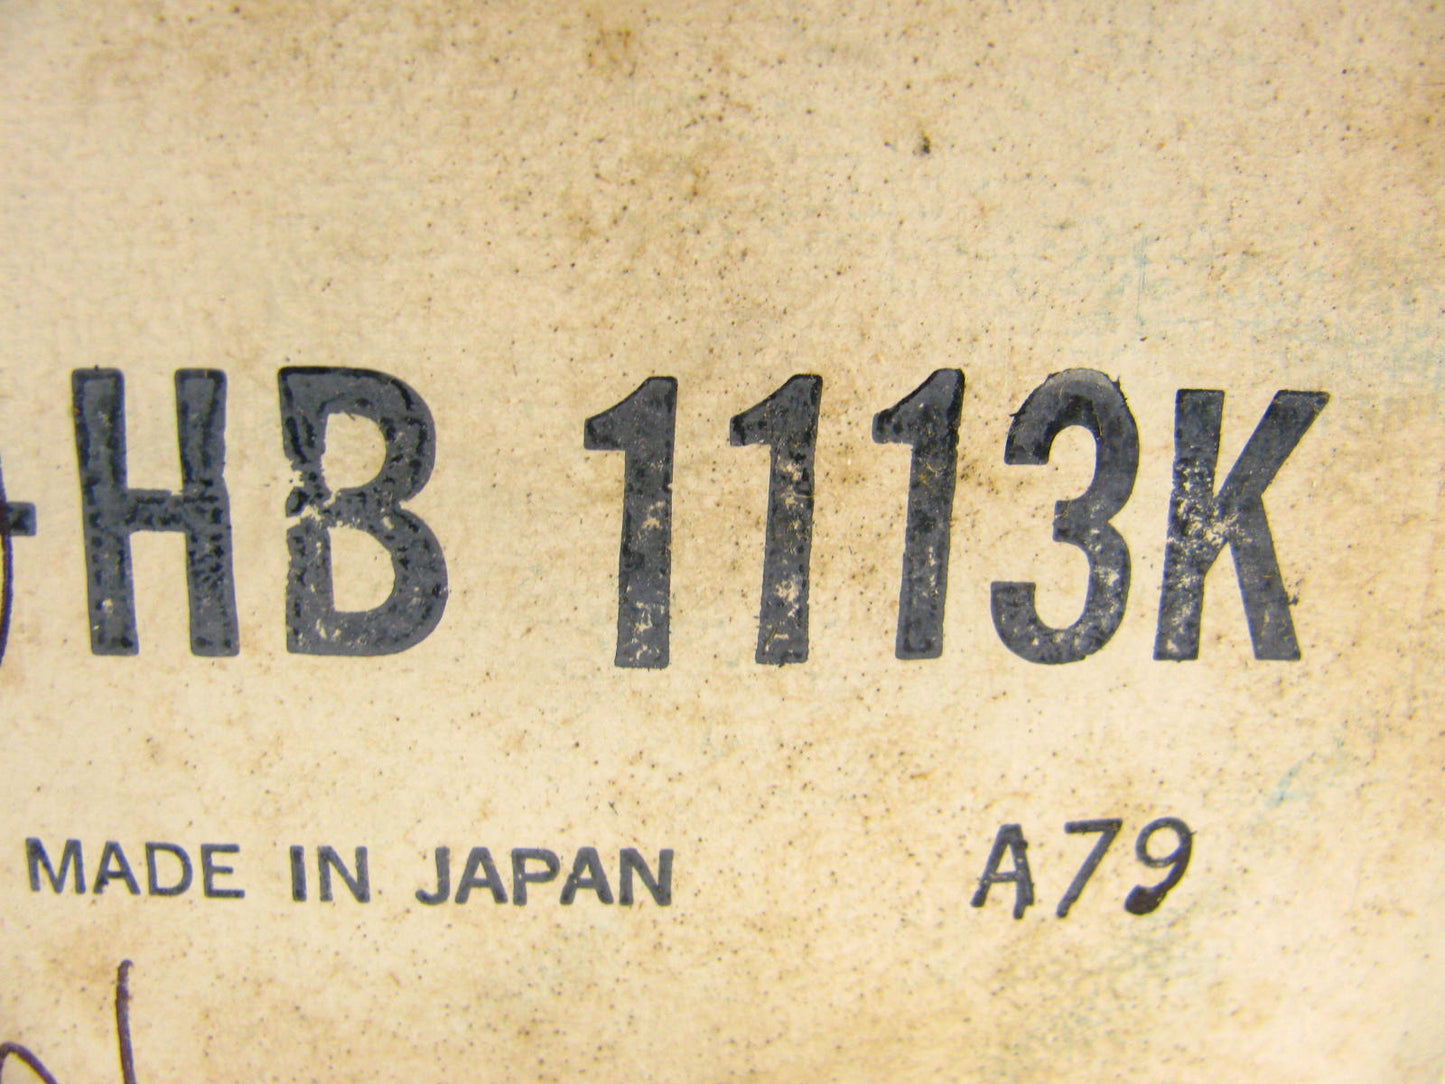 -HB 1113K
MADE IN JAPAN A79